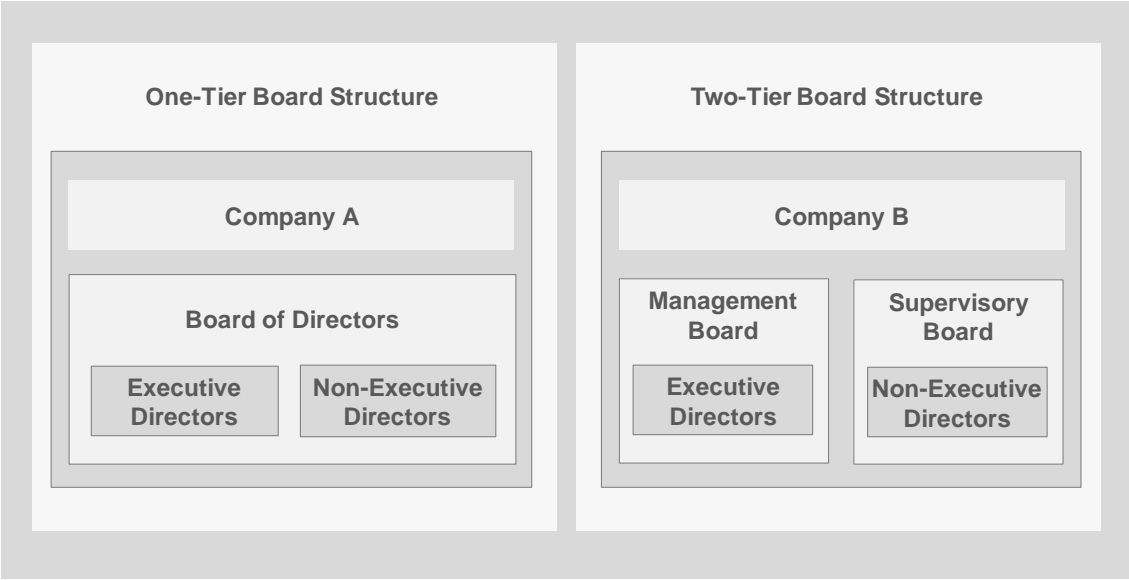 One-Tier Board Structure
Company A
Board of Directors
Executive
Directors
Non-Executive
Directors
Two-Tier Board Structure
Company B
Management
Board
Executive
Directors
Supervisory
Board
Non-Executive
Directors